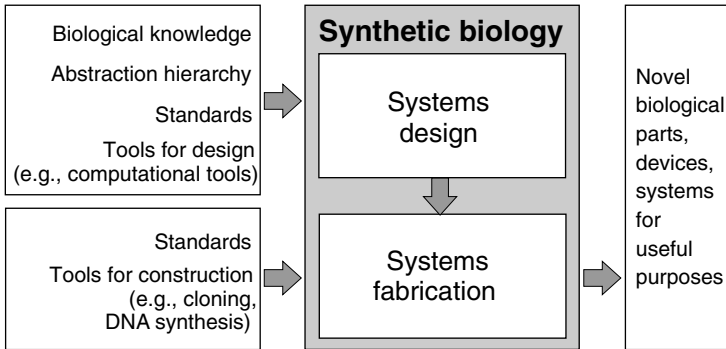 Biological knowledge
Abstraction hierarchy
Standards
Tools for design
(e.g., computational tools)
Standards
Tools for construction
(e.g., cloning,
DNA synthesis)
Synthetic biology
Systems
design
Systems
fabrication
Novel
biological
parts,
devices,
systems
for
useful
purposes